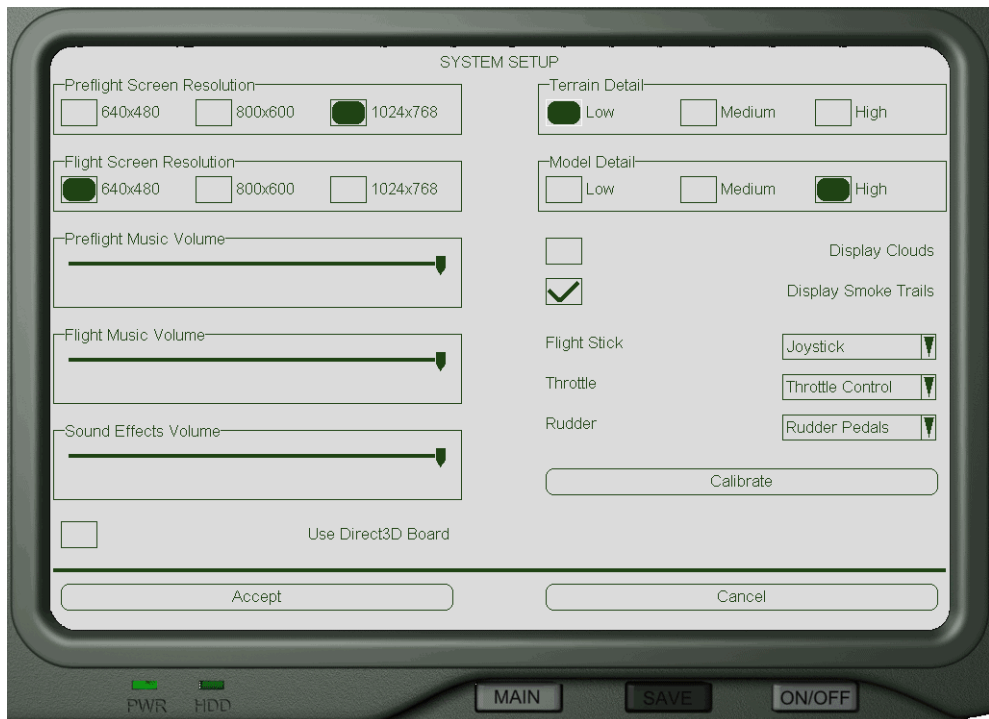 SYSTEM SETUP
Preflight Screen Resolution
640x480 800x600 1024x768
Terrain Detail
Low Medium High
Flight Screen Resolution
640x480 800x600 1024x768
Model Detail
Low Medium High
Preflight Music Volume
Display Clouds
Display Smoke Trails
Flight Music Volume
Flight Stick Joystick
Throttle Throttle Control
Rudder Rudder Pedals
Sound Effects Volume
Calibrate
Use Direct3D Board
Accept Cancel
PWR HDD MAIN SAVE ON/OFF